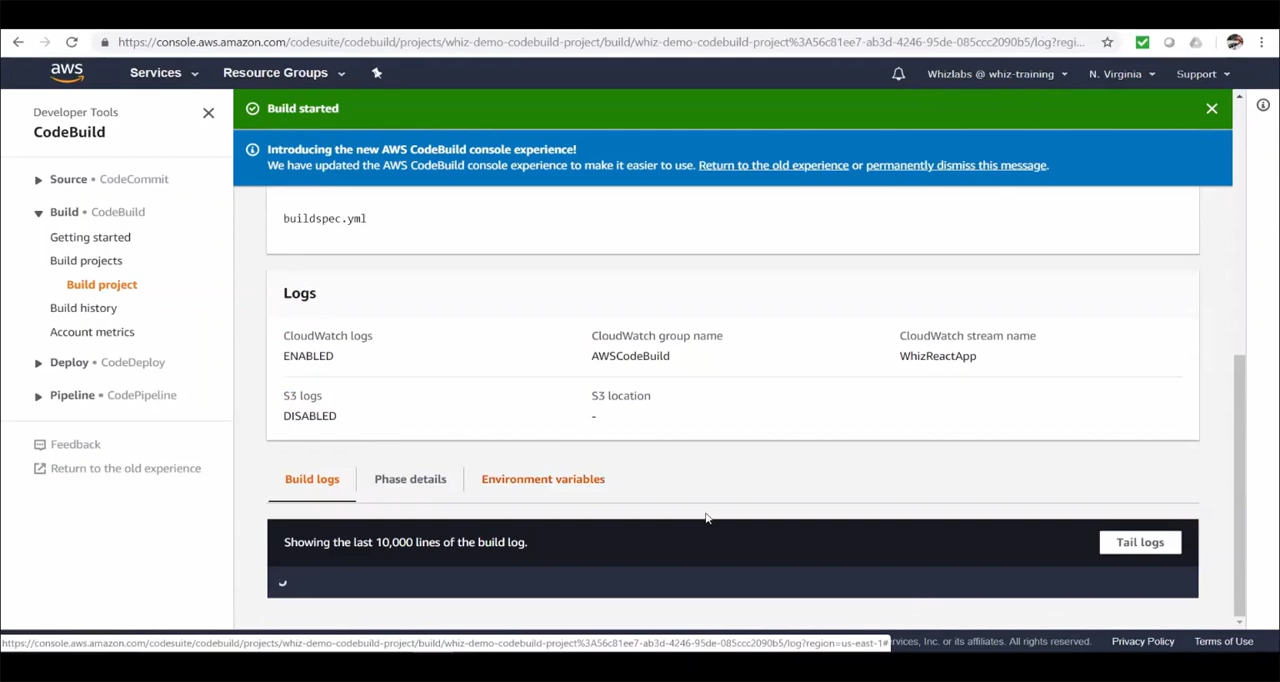 https://console.aws.amazon.com/codesuite/codebuild/projects/whiz-demo-codebuild-project/build/whiz-demo-codebuild-project%3A56c81ee7-ab3d-4246-95de-085ccc2090b5/log?regi...
aws Services Resource Groups Whizlabs @ whiz-training N. Virginia Support
Developer Tools
CodeBuild
Source • CodeCommit
Build • CodeBuild
Getting started
Build projects
Build project
Build history
Account metrics
Deploy • CodeDeploy
Pipeline • CodePipeline
Feedback
Return to the old experience
Build started
Introducing the new AWS CodeBuild console experience!
We have updated the AWS CodeBuild console experience to make it easier to use. Return to the old experience or permanently dismiss this message.
buildspec.yml
Logs
CloudWatch logs CloudWatch group name CloudWatch stream name
ENABLED AWSCodeBuild WhizReactApp
S3 logs S3 location
DISABLED -
Build logs Phase details Environment variables
Showing the last 10,000 lines of the build log. Tail logs
https://console.aws.amazon.com/codesuite/codebuild/projects/whiz-demo-codebuild-project/build/whiz-demo-codebuild-project%3A56c81ee7-ab3d-4246-95de-085ccc2090b5/log?region=us-east-1# rvices, Inc. or its affiliates. All rights reserved. Privacy Policy Terms of Use